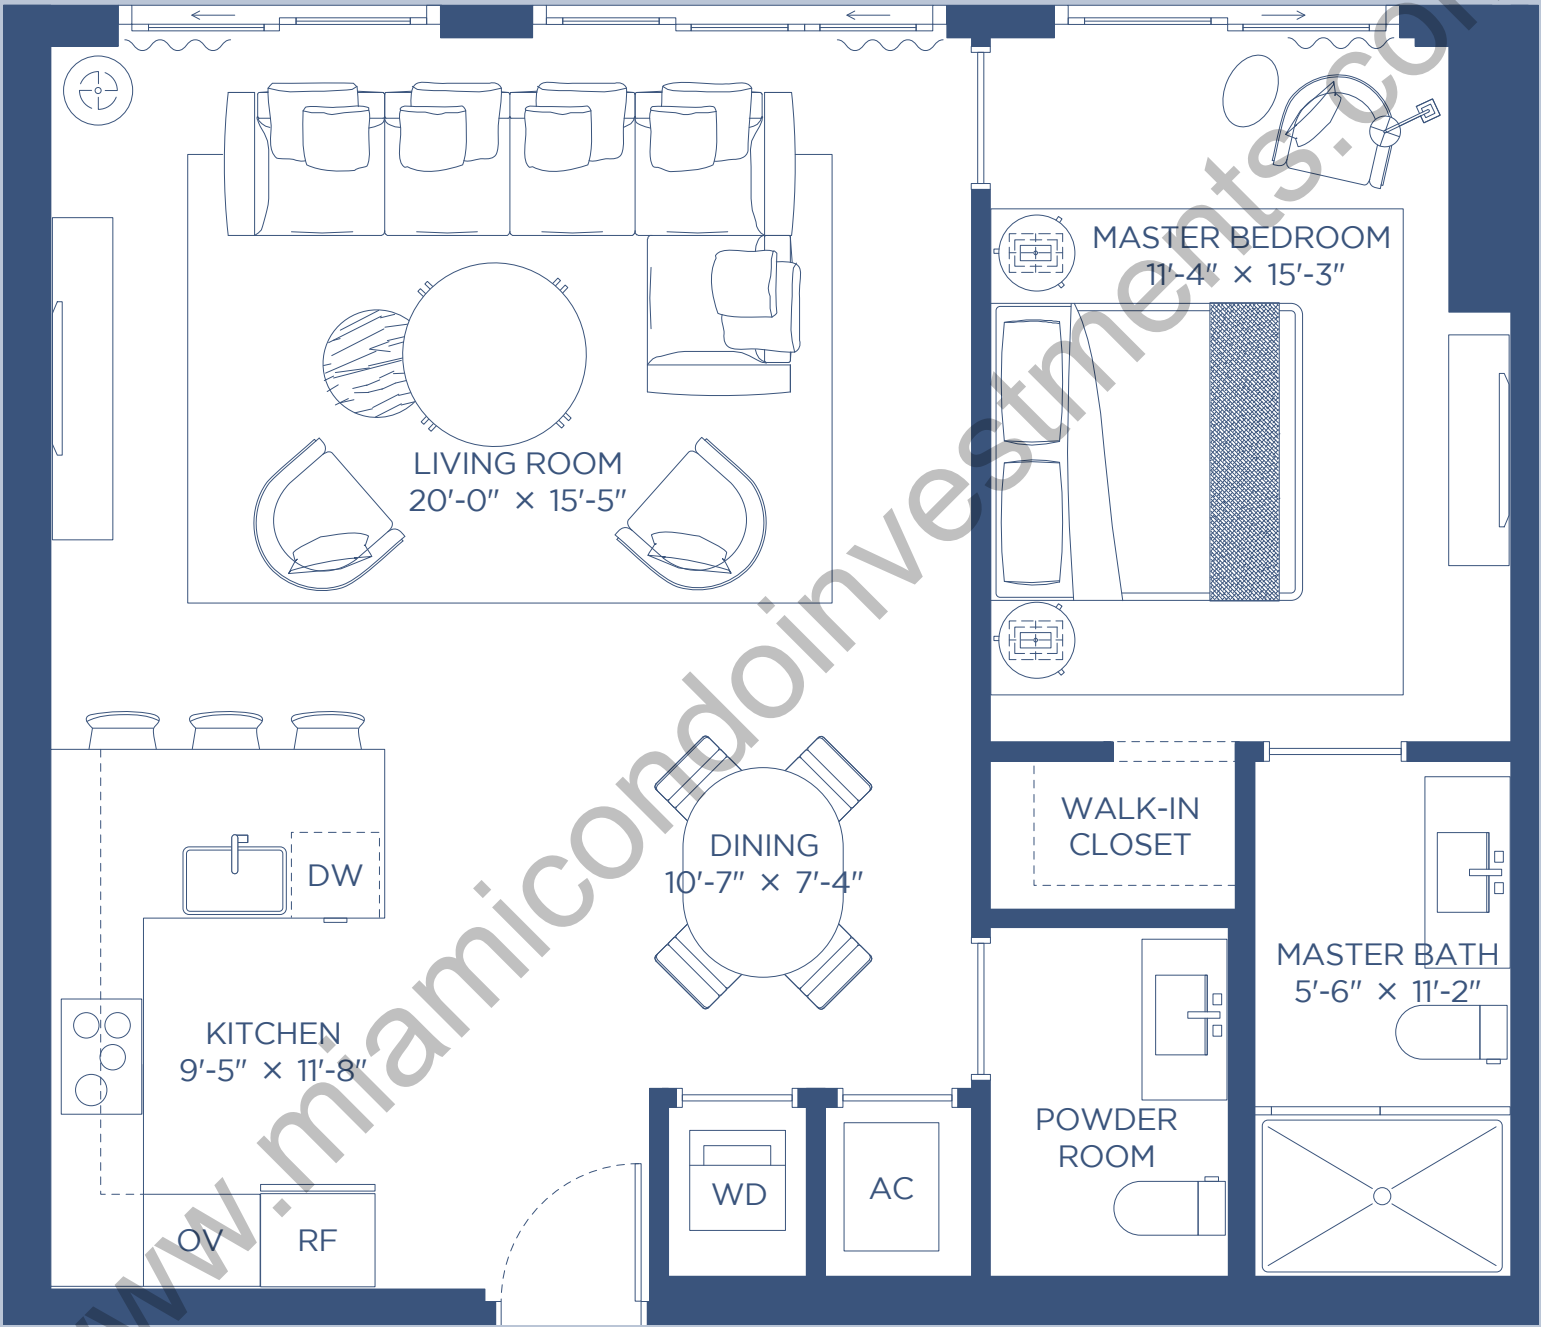 MASTER BEDROOM
11'-4" × 15'-3"
LIVING ROOM
20'-0" × 15'-5"
WALK-IN
CLOSET
DINING
10'-7" × 7'-4"
DW
MASTER BATH
5'-6" × 11'-2"
KITCHEN
9'-5" × 11'-8"
POWDER
ROOM
WD
AC
OV
RF
www.miamicondoinvestments.com